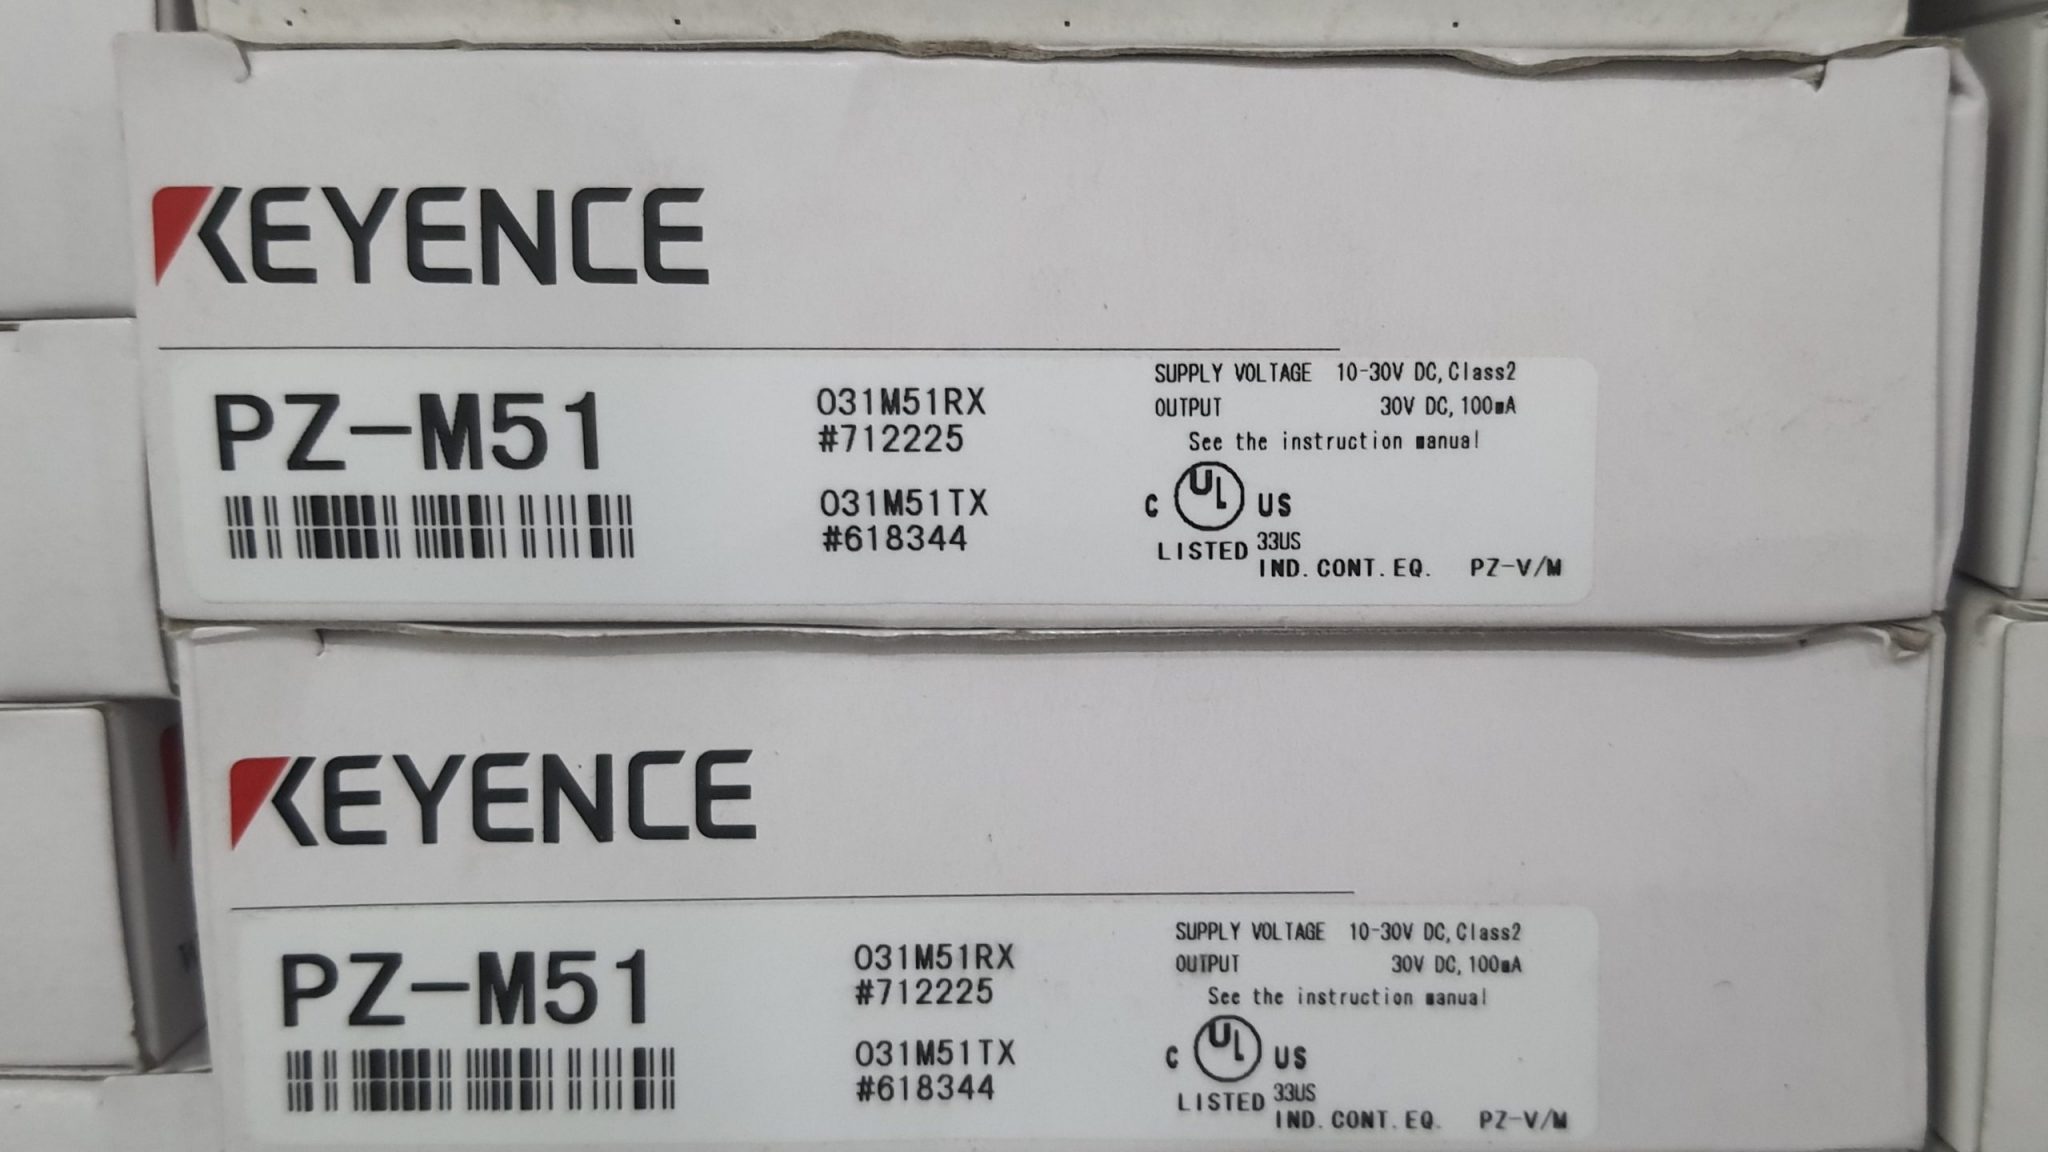 KEYENCE
PZ-M51
031M51RX
#712225
031M51TX
#618344
SUPPLY VOLTAGE 10-30V DC, Class2
OUTPUT 30V DC, 100mA
See the instruction manual
C UL US
LISTED 33US
IND. CONT. EQ. PZ-V/M
KEYENCE
PZ-M51
031M51RX
#712225
031M51TX
#618344
SUPPLY VOLTAGE 10-30V DC, Class2
OUTPUT 30V DC, 100mA
See the instruction manual
C UL US
LISTED 33US
IND. CONT. EQ. PZ-V/M